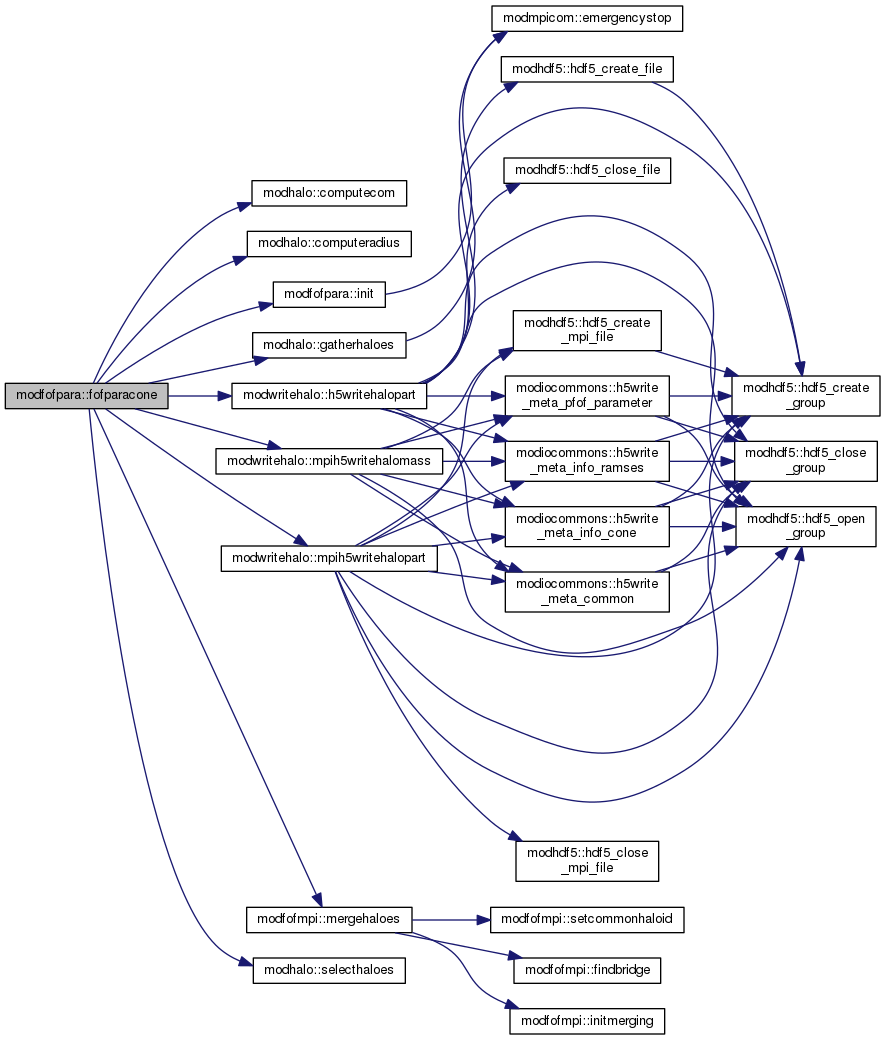 modmpicom::emergencystop
modhdf5::hdf5_create_file
modhdf5::hdf5_close_file
modhalo::computecom
modhalo::computeradius
modfofpara::init
modhdf5::hdf5_create
_mpi_file
modhalo::gatherhaloes
modfofpara::fofparacone
modwritehalo::h5writehalopart
modiocommons::h5write
_meta_pfof_parameter
modhdf5::hdf5_create
_group
modwritehalo::mpih5writehalomass
modiocommons::h5write
_meta_info_ramses
modhdf5::hdf5_close
_group
modiocommons::h5write
_meta_info_cone
modhdf5::hdf5_open
_group
modwritehalo::mpih5writehalopart
modiocommons::h5write
_meta_common
modhdf5::hdf5_close
_mpi_file
modfofmpi::mergehaloes
modfofmpi::setcommonhaloid
modhalo::selecthaloes
modfofmpi::findbridge
modfofmpi::initmerging